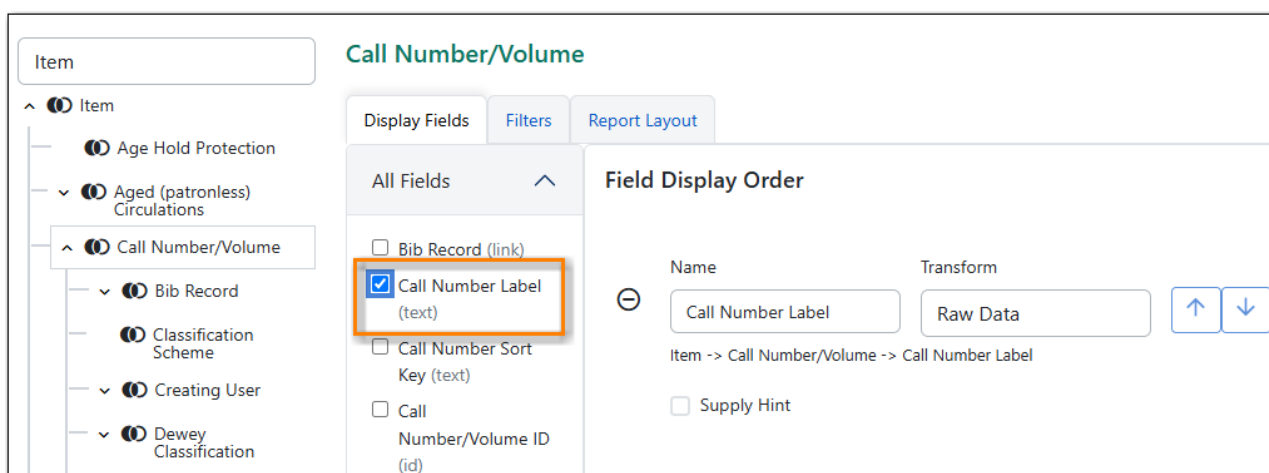 Item
Item
Age Hold Protection
Aged (patronless)
Circulations
Call Number/Volume
Bib Record
Classification
Scheme
Creating User
Dewey
Classification
Call Number/Volume
Display Fields
Filters
Report Layout
All Fields
Bib Record (link)
Call Number Label
(text)
Call Number Sort
Key (text)
Call
Number/Volume ID
(id)
Field Display Order
Name
Transform
Call Number Label
Raw Data
Item -> Call Number/Volume -> Call Number Label
Supply Hint